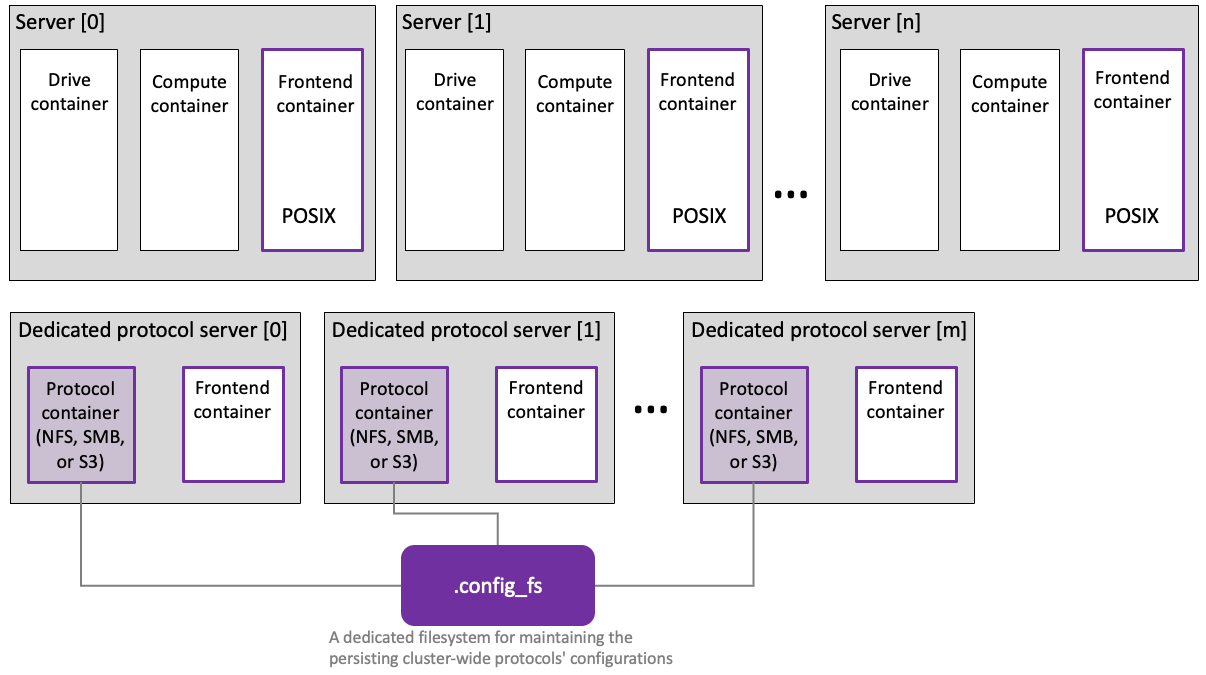 Server [0]
Drive
container
Compute
container
Frontend
container
POSIX
Server [1]
Drive
container
Compute
container
Frontend
container
POSIX
...
Server [n]
Drive
container
Compute
container
Frontend
container
POSIX
Dedicated protocol server [0]
Protocol
container
(NFS, SMB,
or S3)
Frontend
container
Dedicated protocol server [1]
Protocol
container
(NFS, SMB,
or S3)
Frontend
container
...
Dedicated protocol server [m]
Protocol
container
(NFS, SMB,
or S3)
Frontend
container
.config_fs
A dedicated filesystem for maintaining the
persisting cluster-wide protocols' configurations